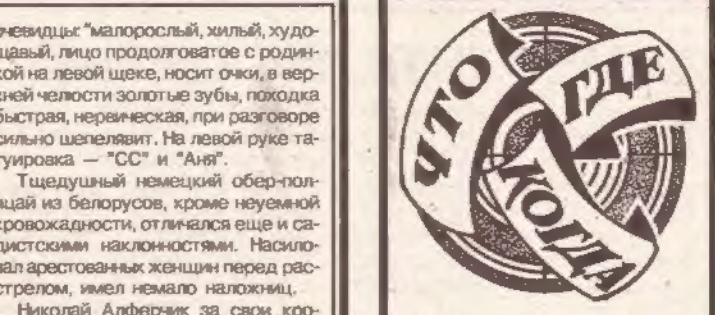 очевидцы: "малорослый, хилый, худо-
щавый, лицо продолговатое с родин-
кой на левой щеке, носит очки, в вер-
хней челюсти золотые зубы, походка
быстрая, нервическая, при разговоре
сильно шепелявит. На левой руке та-
туировка — "СС" и "Аня".
Тщедушный немецкий обер-пол-
ицай из белорусов, кроме неуемной
кровожадности, отличался еще и са-
дистскими наклонностями. Насило-
вал арестованных женщин перед рас-
стрелом, имел немало наложниц.
Николай Алферчик за свои кро-
ЧТО
ГДЕ
КОГДА